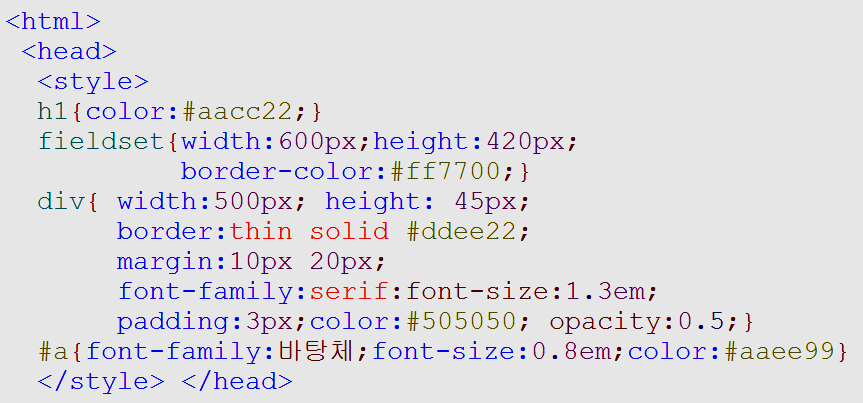 <html>
<head>
<style>
h1{color:#aacc22;}
fieldset{width:600px;height:420px;
border-color:#ff7700;}
div{ width:500px; height: 45px;
border:thin solid #ddee22;
margin:10px 20px;
font-family:serif:font-size:1.3em;
padding:3px;color:#505050; opacity:0.5;}
#a{font-family:바탕체;font-size:0.8em;color:#aaee99}
</style> </head>